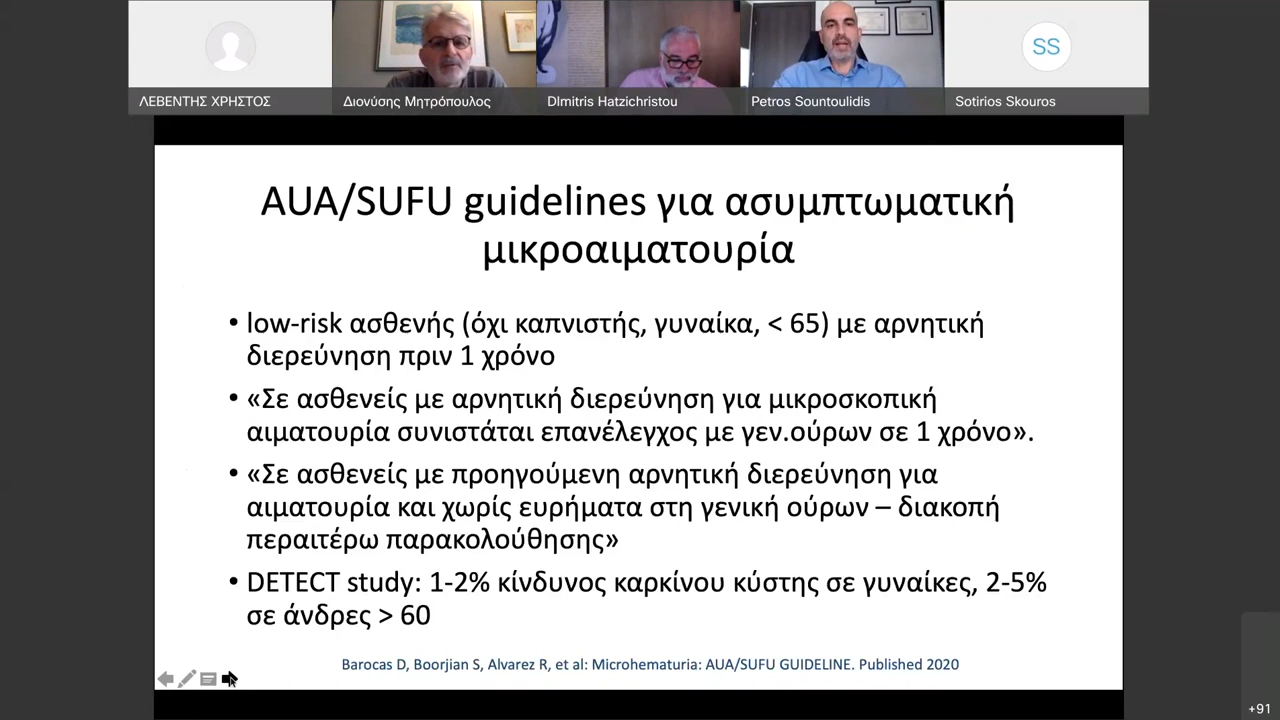 SS
ΛΕΒΕΝΤΗΣ ΧΡΗΣΤΟΣ
Διονύσης Μητρόπουλος
DImitris Hatzichristou
Petros Sountoulidis
Sotirios Skouros
AUA/SUFU guidelines για ασυμπτωματική
μικροαιματουρία
• low-risk ασθενής (όχι καπνιστής, γυναίκα, < 65) με αρνητική
διερεύνηση πριν 1 χρόνο
• «Σε ασθενείς με αρνητική διερεύνηση για μικροσκοπική
αιματουρία συνιστάται επανέλεγχος με γεν.ούρων σε 1 χρόνο».
• «Σε ασθενείς με προηγούμενη αρνητική διερεύνηση για
αιματουρία και χωρίς ευρήματα στη γενική ούρων – διακοπή
περαιτέρω παρακολούθησης»
• DETECT study: 1-2% κίνδυνος καρκίνου κύστης σε γυναίκες, 2-5%
σε άνδρες > 60
Barocas D, Boorjian S, Alvarez R, et al: Microhematuria: AUA/SUFU GUIDELINE. Published 2020
+91